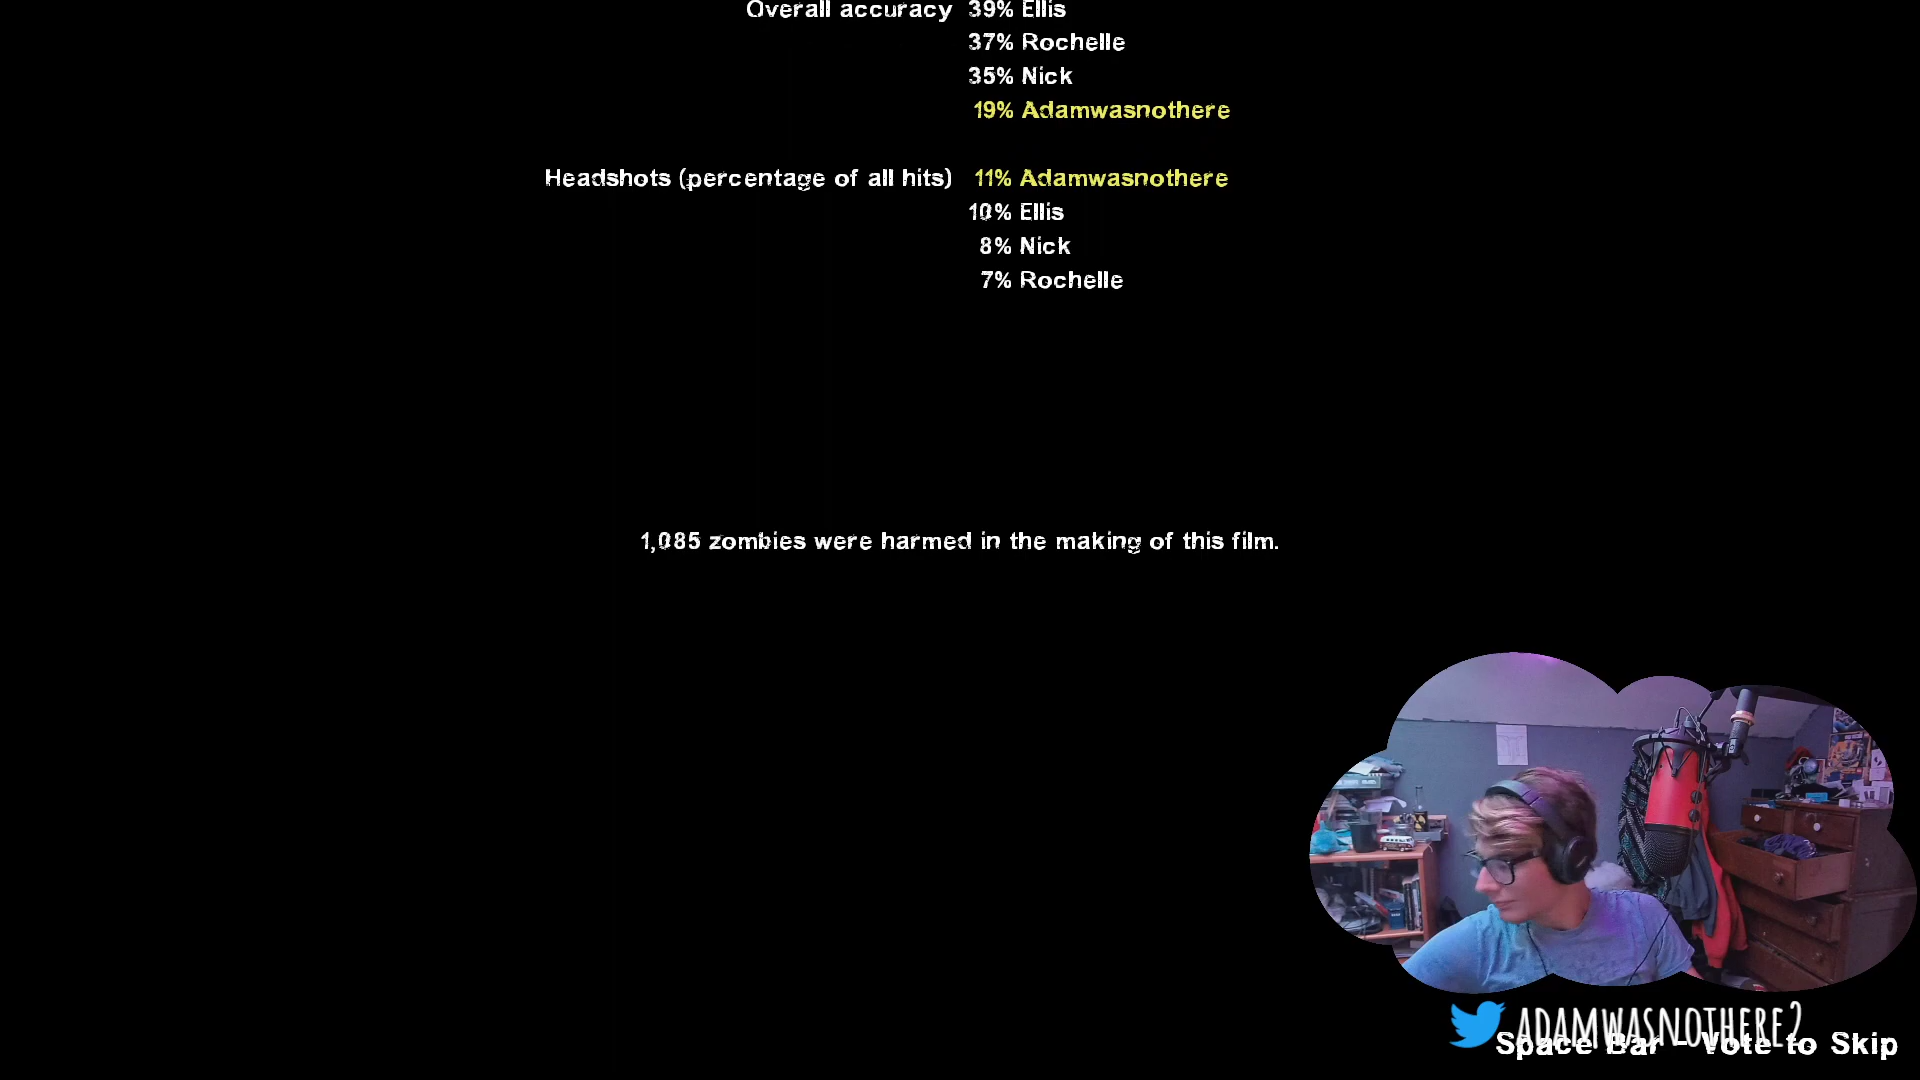 Overall accuracy 39% Ellis
37% Rochelle
35% Nick
19% Adamwasnothere
Headshots (percentage of all hits) 11% Adamwasnothere
10% Ellis
8% Nick
7% Rochelle
1,085 zombies were harmed in the making of this film.
ADAMWASNOTHERE2
Space Bar - Vote to Skip